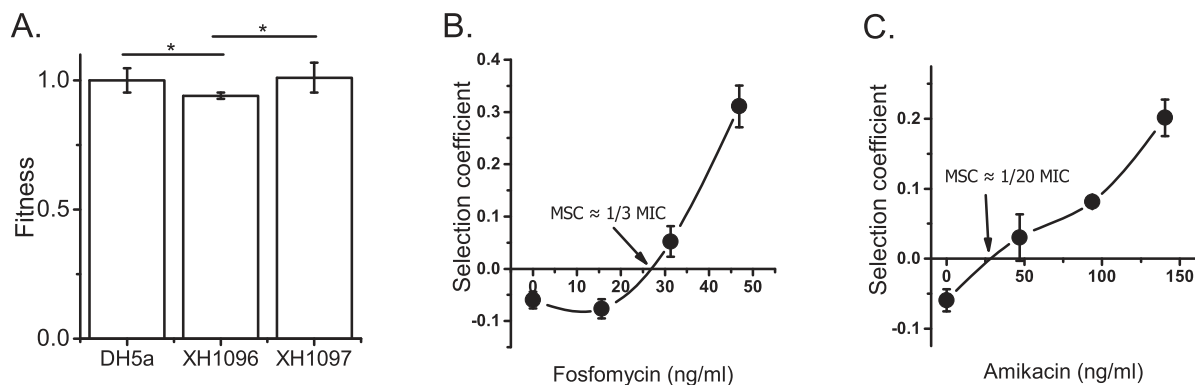 A.
*
*
Fitness
1.0
0.5
0.0
DH5a XH1096 XH1097
B.
Selection coefficient
0.4
0.3
0.2
0.1
0.0
-0.1
MSC ≈ 1/3 MIC
0 10 20 30 40 50
Fosfomycin (ng/ml)
C.
Selection coefficient
0.2
0.1
0.0
-0.1
MSC ≈ 1/20 MIC
0 50 100 150
Amikacin (ng/ml)